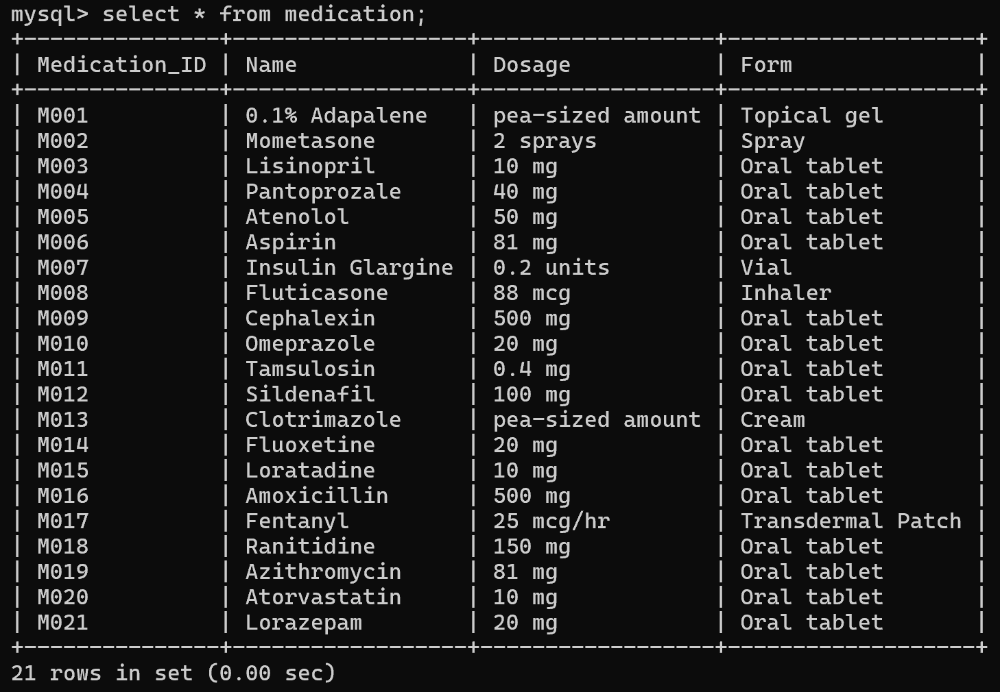 mysql> select * from medication;
+---------------+------------------+------------------+-------------------+
| Medication_ID | Name             | Dosage           | Form              |
+---------------+------------------+------------------+-------------------+
| M001          | 0.1% Adapalene   | pea-sized amount | Topical gel       |
| M002          | Mometasone       | 2 sprays         | Spray             |
| M003          | Lisinopril       | 10 mg            | Oral tablet       |
| M004          | Pantoprozale     | 40 mg            | Oral tablet       |
| M005          | Atenolol         | 50 mg            | Oral tablet       |
| M006          | Aspirin          | 81 mg            | Oral tablet       |
| M007          | Insulin Glargine | 0.2 units        | Vial              |
| M008          | Fluticasone      | 88 mcg           | Inhaler           |
| M009          | Cephalexin       | 500 mg           | Oral tablet       |
| M010          | Omeprazole       | 20 mg            | Oral tablet       |
| M011          | Tamsulosin       | 0.4 mg           | Oral tablet       |
| M012          | Sildenafil       | 100 mg           | Oral tablet       |
| M013          | Clotrimazole     | pea-sized amount | Cream             |
| M014          | Fluoxetine       | 20 mg            | Oral tablet       |
| M015          | Loratadine       | 10 mg            | Oral tablet       |
| M016          | Amoxicillin      | 500 mg           | Oral tablet       |
| M017          | Fentanyl         | 25 mcg/hr        | Transdermal Patch |
| M018          | Ranitidine       | 150 mg           | Oral tablet       |
| M019          | Azithromycin     | 81 mg            | Oral tablet       |
| M020          | Atorvastatin     | 10 mg            | Oral tablet       |
| M021          | Lorazepam        | 20 mg            | Oral tablet       |
+---------------+------------------+------------------+-------------------+
21 rows in set (0.00 sec)